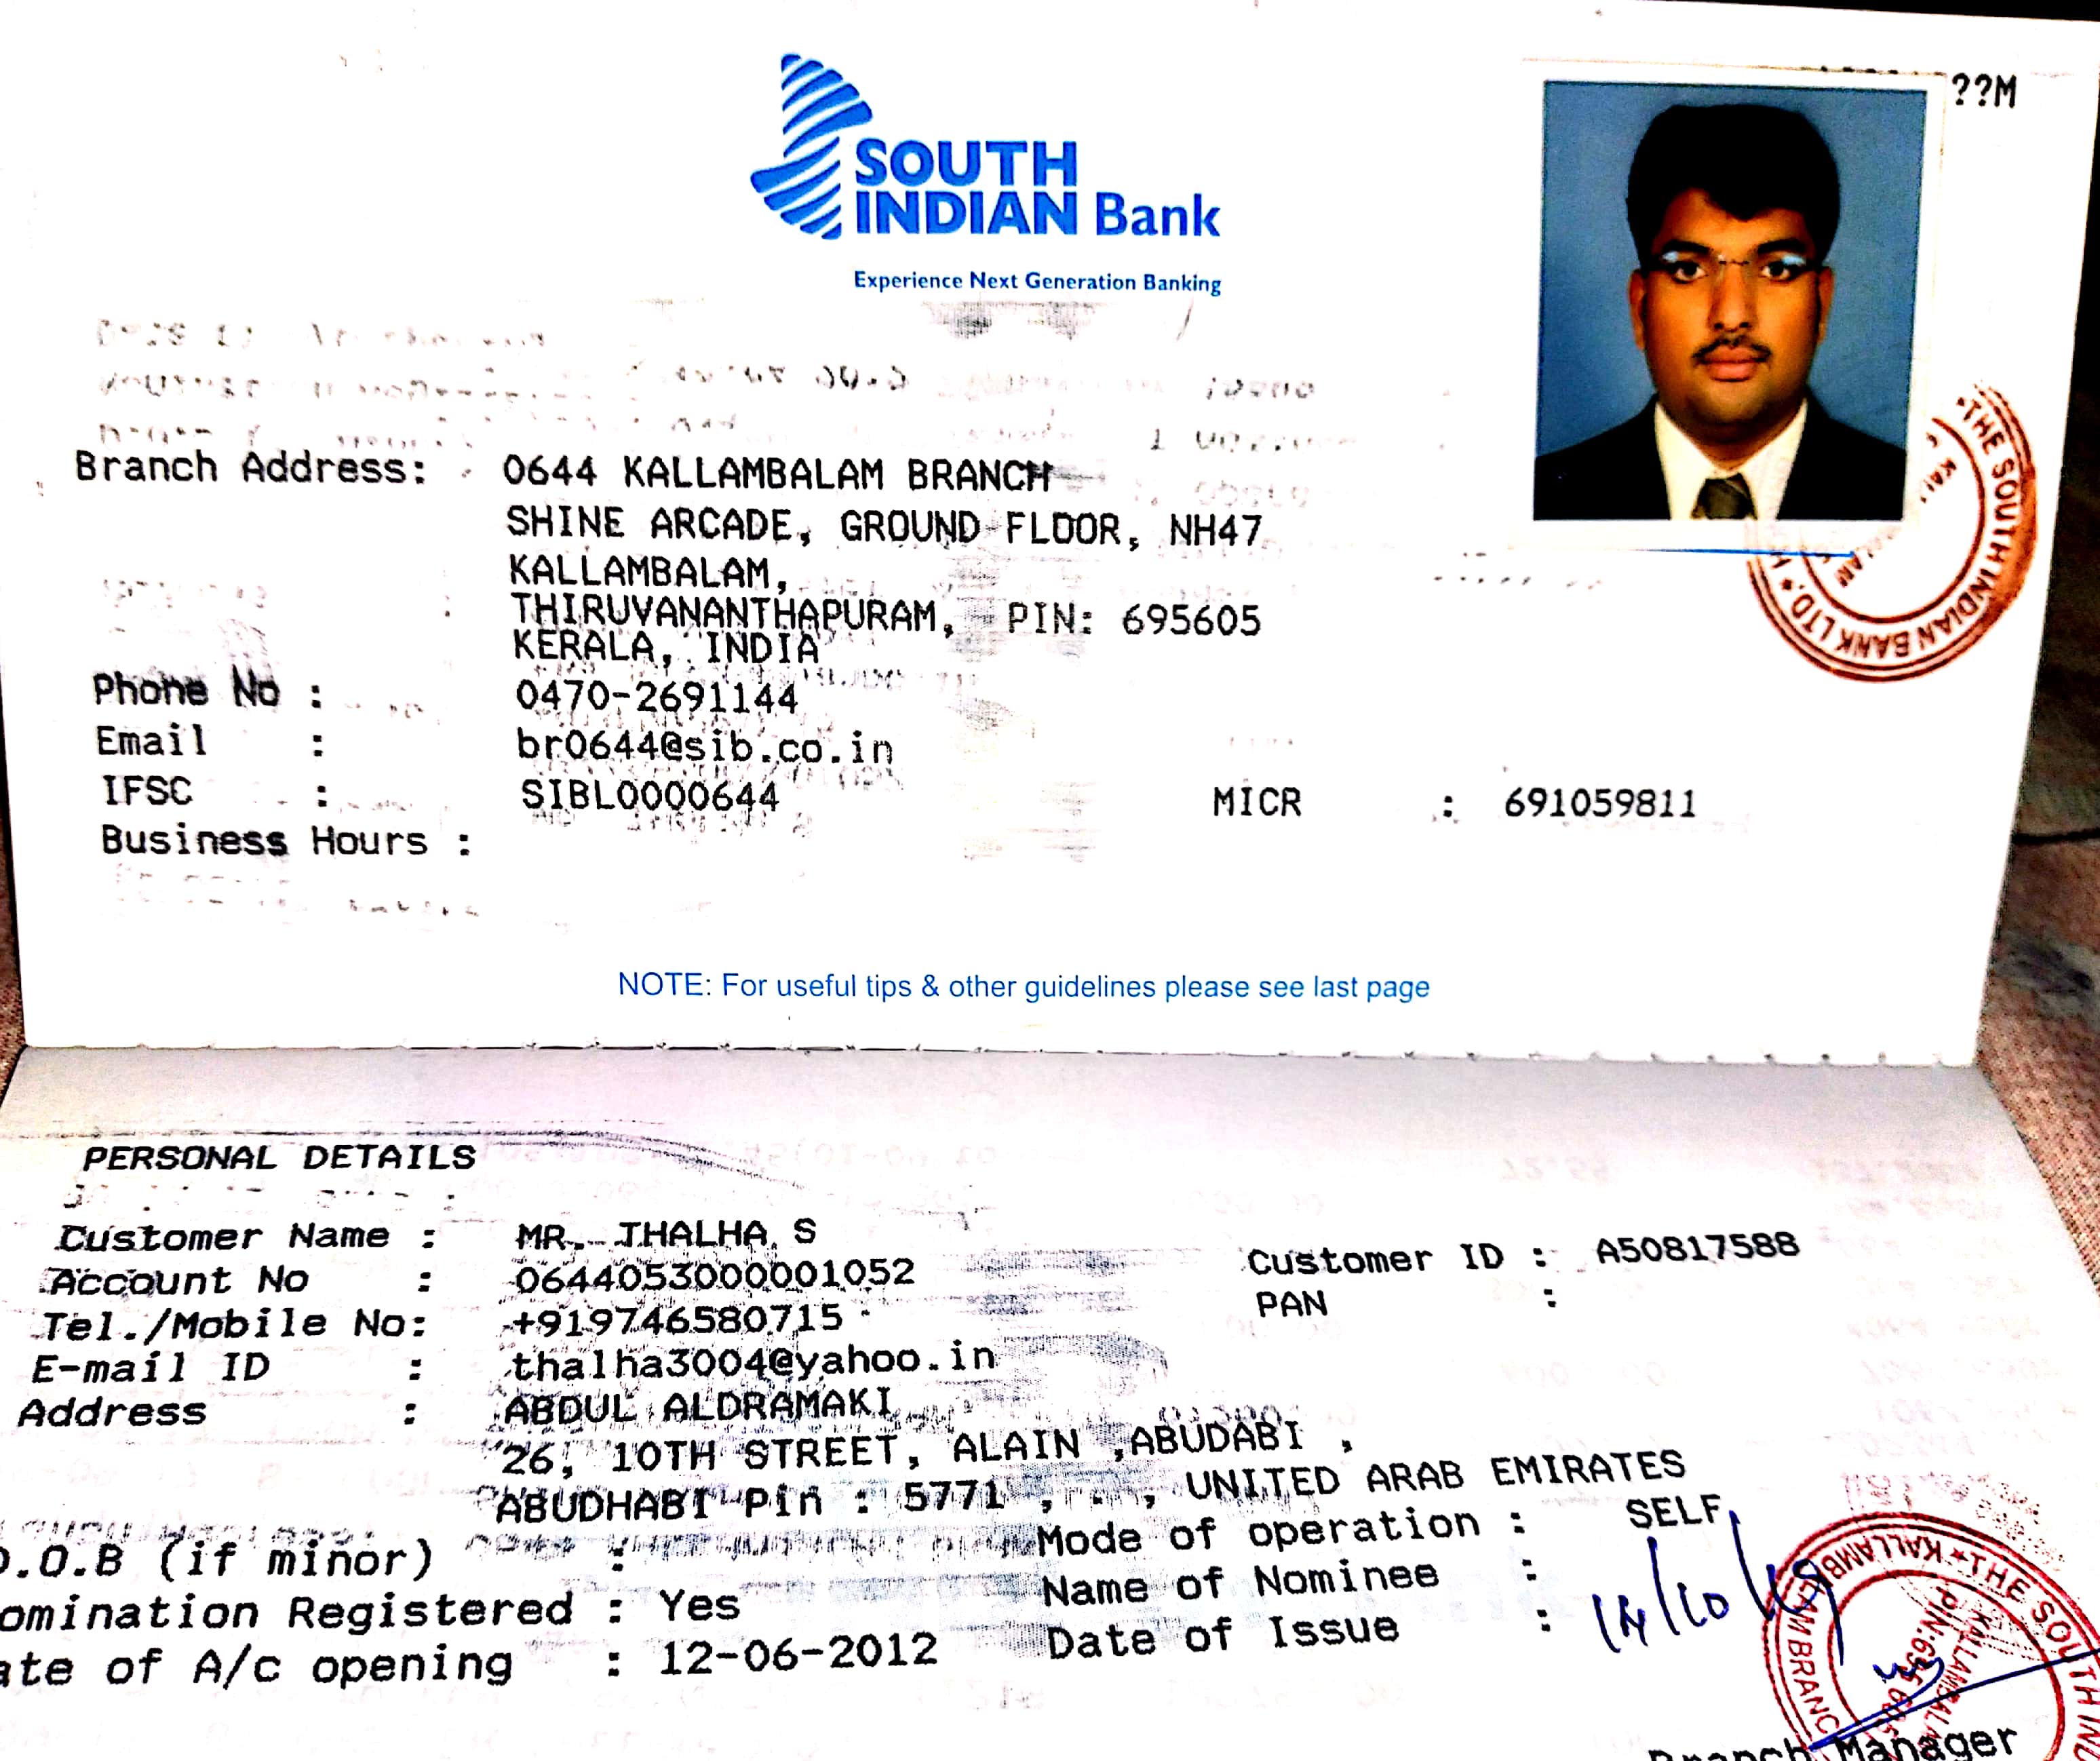 ??M
SOUTH
INDIAN Bank
Experience Next Generation Banking
Branch Address: 0644 KALLAMBALAM BRANCH
SHINE ARCADE, GROUND FLOOR, NH47
KALLAMBALAM,
THIRUVANANTHAPURAM, PIN: 695605
KERALA, INDIA
Phone No : 0470-2691144
Email : br0644@sib.co.in
IFSC : SIBL0000644 MICR : 691059811
Business Hours :
THE SOUTH INDIAN BANK LTD.
NOTE: For useful tips & other guidelines please see last page
PERSONAL DETAILS
Customer Name : MR. THALHA S Customer ID : A50817588
Account No : 0644053000001052 PAN :
Tel./Mobile No: +919746580715
E-mail ID : thalha3004@yahoo.in
Address : ABDUL ALDRAMAKI
26, 10TH STREET, ALAIN ,ABUDABI ,
ABUDHABI Pin : 5771 , . , UNITED ARAB EMIRATES
.O.B (if minor) : Mode of operation : SELF
omination Registered : Yes Name of Nominee :
ate of A/c opening : 12-06-2012 Date of Issue :
KALLAMBALAM BRANC
THE SOUTH IN
Branch Manager